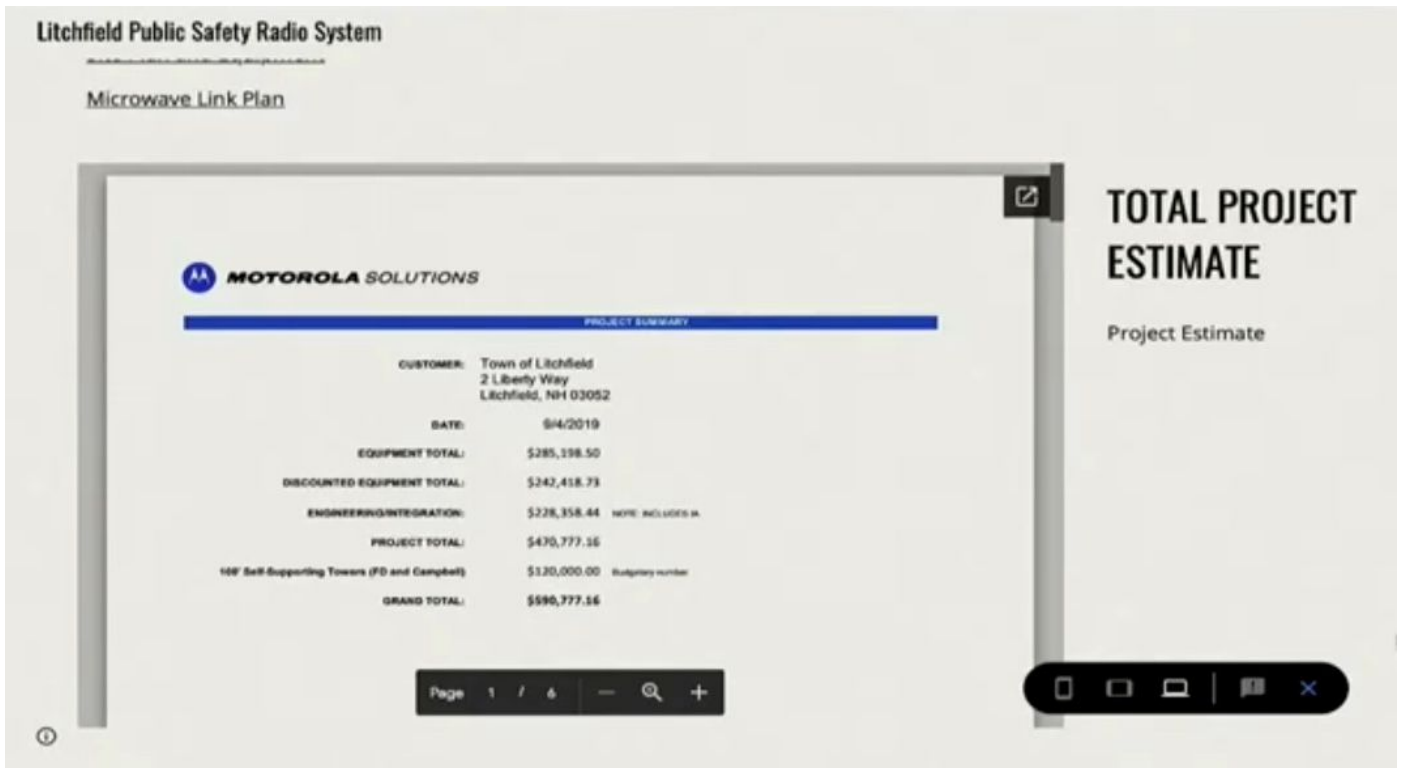 Litchfield Public Safety Radio System
Microwave Link Plan
MOTOROLA SOLUTIONS
TOTAL PROJECT
ESTIMATE
Project Estimate
PROJECT SUMMARY
CUSTOMER: Town of Litchfield
2 Liberty Way
Litchfield, NH 03052
DATE: 9/4/2019
EQUIPMENT TOTAL: $285,198.50
DISCOUNTED EQUIPMENT TOTAL: $242,418.73
ENGINEERING/INTEGRATION: $228,358.44 NOTE: INCLUDES IA
PROJECT TOTAL: $470,777.16
Self-Supporting Towers (FD and Campbell) $120,000.00 Budgetary number
GRAND TOTAL: $590,777.16
Page 1 / 6